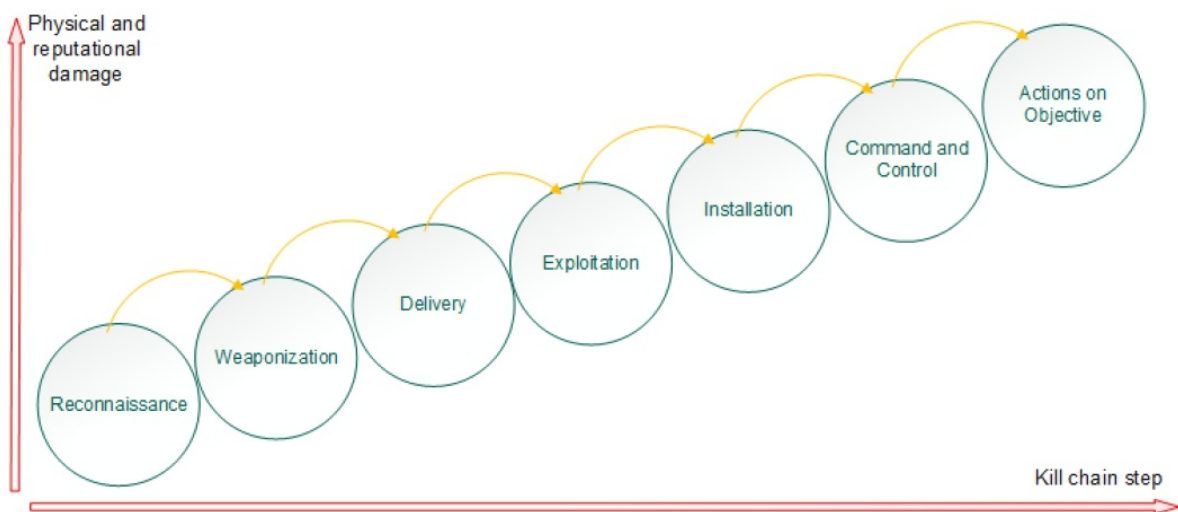 Physical and
reputational
damage
Reconnaissance
Weaponization
Delivery
Exploitation
Installation
Command and
Control
Actions on
Objective
Kill chain step